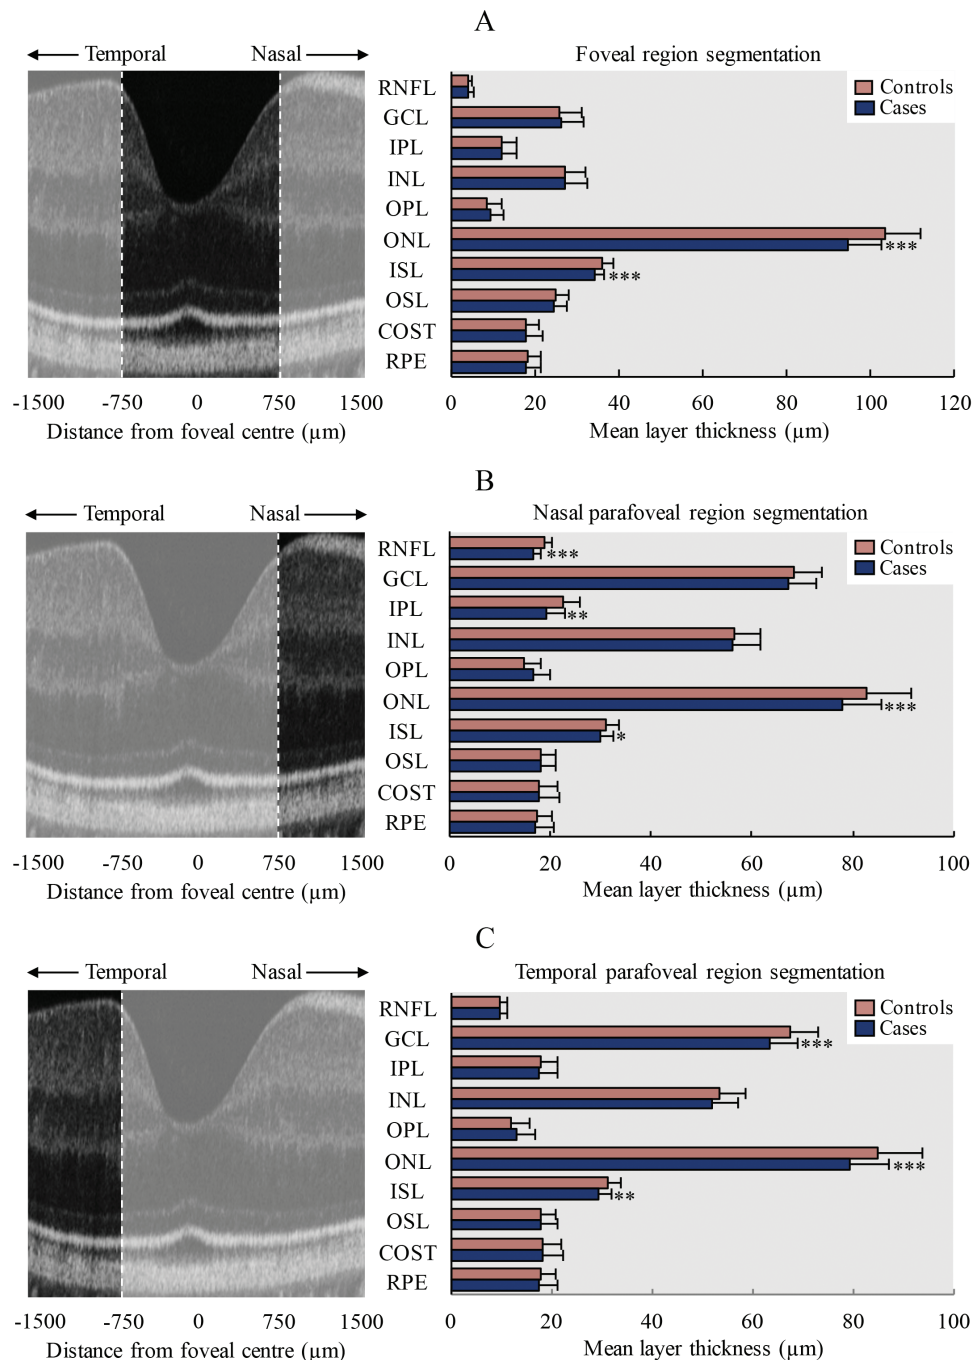 A
Temporal Nasal
Foveal region segmentation
RNFL
GCL
IPL
INL
OPL
ONL
ISL
OSL
COST
RPE
Controls
Cases
***
***
-1500 -750 0 750 1500
Distance from foveal centre (µm)
0 20 40 60 80 100 120
Mean layer thickness (µm)
B
Temporal Nasal
Nasal parafoveal region segmentation
RNFL
GCL
IPL
INL
OPL
ONL
ISL
OSL
COST
RPE
Controls
Cases
***
**
***
*
-1500 -750 0 750 1500
Distance from foveal centre (µm)
0 20 40 60 80 100
Mean layer thickness (µm)
C
Temporal Nasal
Temporal parafoveal region segmentation
RNFL
GCL
IPL
INL
OPL
ONL
ISL
OSL
COST
RPE
Controls
Cases
***
***
**
-1500 -750 0 750 1500
Distance from foveal centre (µm)
0 20 40 60 80 100
Mean layer thickness (µm)